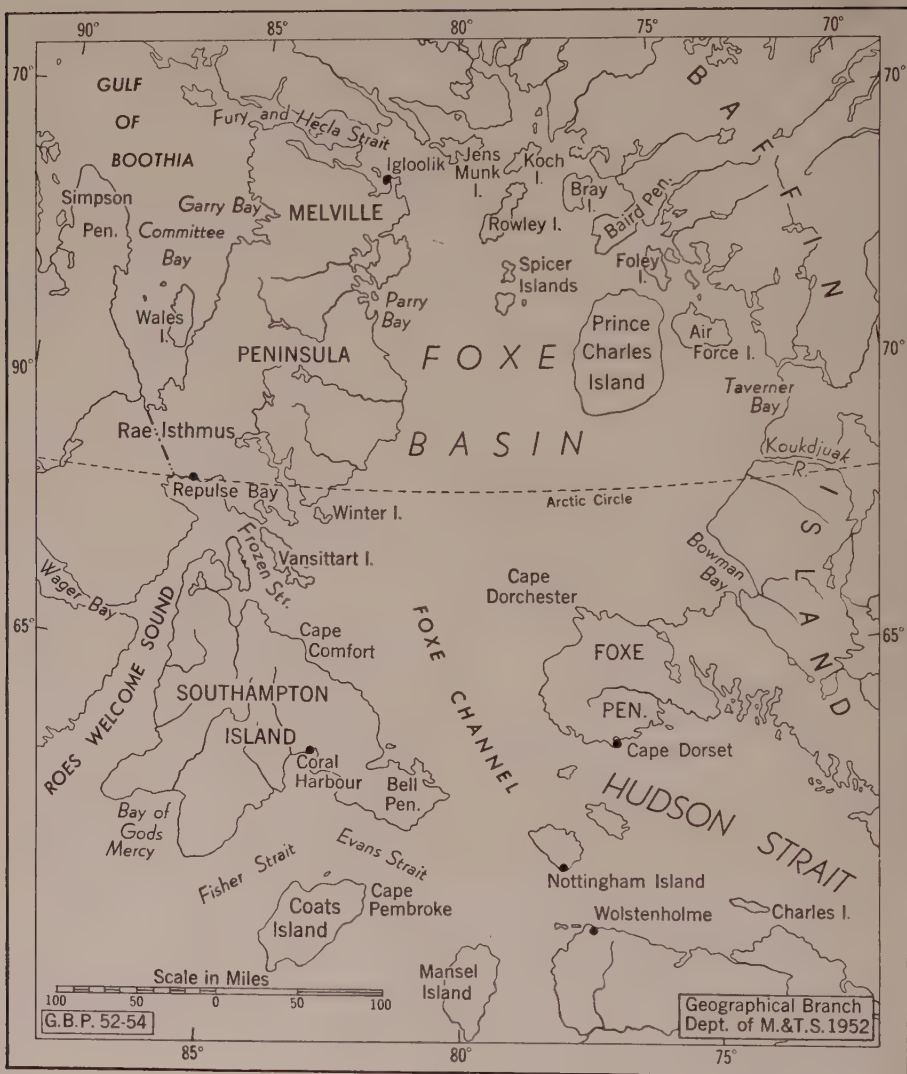 90° 85° 80° 75° 70°
70° 70°
GULF
OF
BOOTHIA
Fury and Hecla Strait
Igloolik
Jens
Munk
I.
Koch
I.
BAFFIN
Simpson
Pen.
Garry Bay
MELVILLE
Rowley I.
Bray
I.
Baird Pen.
Committee
Bay
Spicer
Islands
Foley
I.
Wales
I.
Parry
Bay
Prince
Charles
Island
Air
Force I.
90° 70°
PENINSULA
FOXE
Taverner
Bay
Rae Isthmus
BASIN
Koukdjuak
R.
Repulse Bay
Arctic Circle
Winter I.
ISLAND
Wager Bay
Frozen Str.
Vansittart I.
Bowman
Bay
Cape
Dorchester
ROES WELCOME SOUND
65° 65°
Cape
Comfort
FOXE CHANNEL
FOXE
PEN.
SOUTHAMPTON
ISLAND
Coral
Harbour
Cape Dorset
Bell
Pen.
HUDSON STRAIT
Bay of
Gods
Mercy
Fisher Strait
Evans Strait
Nottingham Island
Coats
Island
Cape
Pembroke
Wolstenholme
Charles I.
Mansel
Island
Scale in Miles
100 50 0 50 100
G.B.P. 52-54
Geographical Branch
Dept. of M.&T.S. 1952
85° 80° 75°